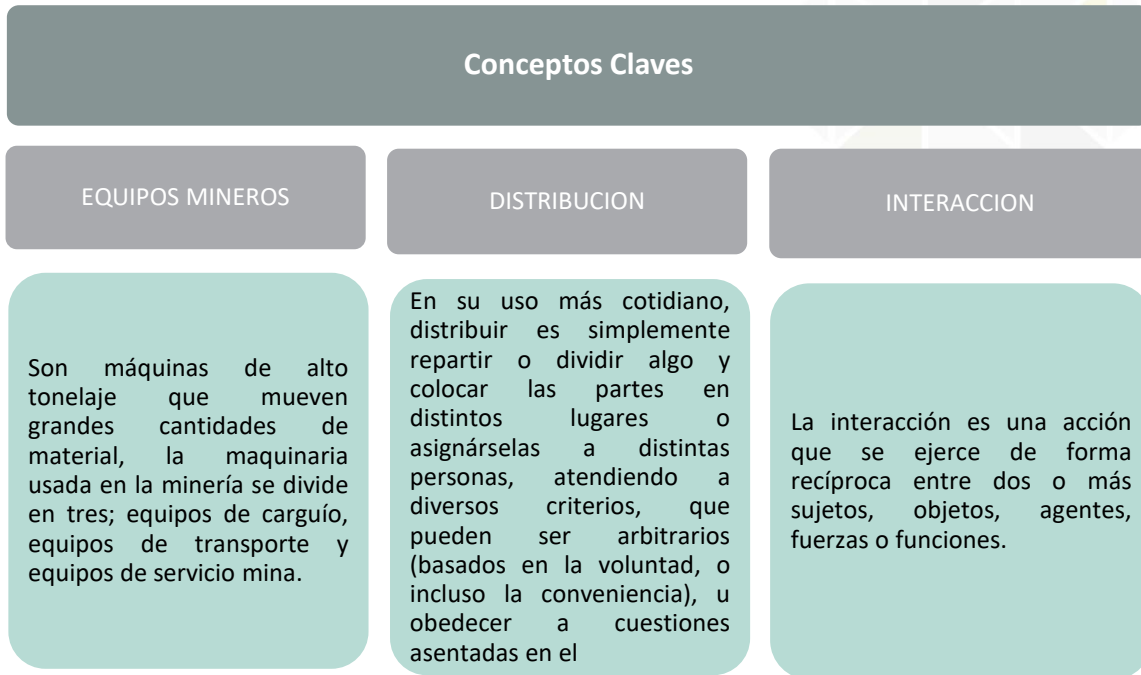 Conceptos Claves
EQUIPOS MINEROS
Son máquinas de alto
tonelaje que mueven
grandes cantidades de
material, la maquinaria
usada en la minería se divide
en tres; equipos de carguío,
equipos de transporte y
equipos de servicio mina.
DISTRIBUCION
En su uso más cotidiano,
distribuir es simplemente
repartir o dividir algo y
colocar las partes en
distintos lugares o
asignárselas a distintas
personas, atendiendo a
diversos criterios, que
pueden ser arbitrarios
(basados en la voluntad, o
incluso la conveniencia), u
obedecer a cuestiones
asentadas en el
INTERACCION
La interacción es una acción
que se ejerce de forma
recíproca entre dos o más
sujetos, objetos, agentes,
fuerzas o funciones.